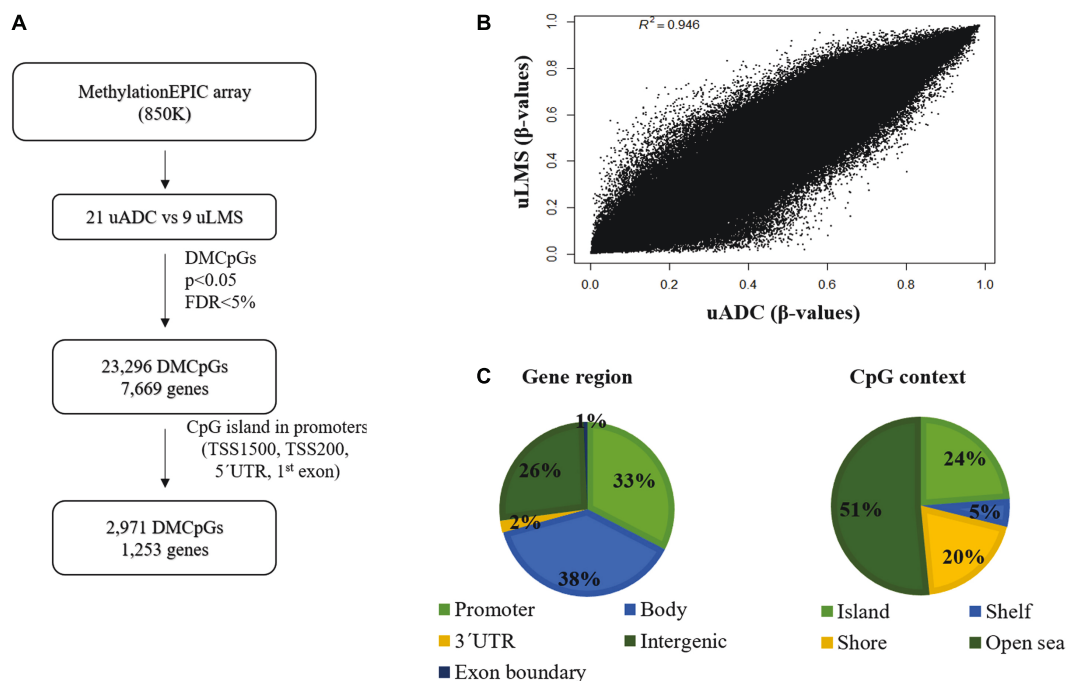 A
MethylationEPIC array
(850K)
21 uADC vs 9 uLMS
DMCpGs
p<0.05
FDR<5%
23,296 DMCpGs
7,669 genes
CpG island in promoters
(TSS1500, TSS200,
5´UTR, 1st exon)
2,971 DMCpGs
1,253 genes
B
R² = 0.946
uLMS (β-values)
1.0
0.8
0.6
0.4
0.2
0.0
0.0 0.2 0.4 0.6 0.8 1.0
uADC (β-values)
C
Gene region
1%
33%
26%
2%
38%
Promoter
Body
3´UTR
Intergenic
Exon boundary
CpG context
24%
51%
5%
20%
Island
Shelf
Shore
Open sea